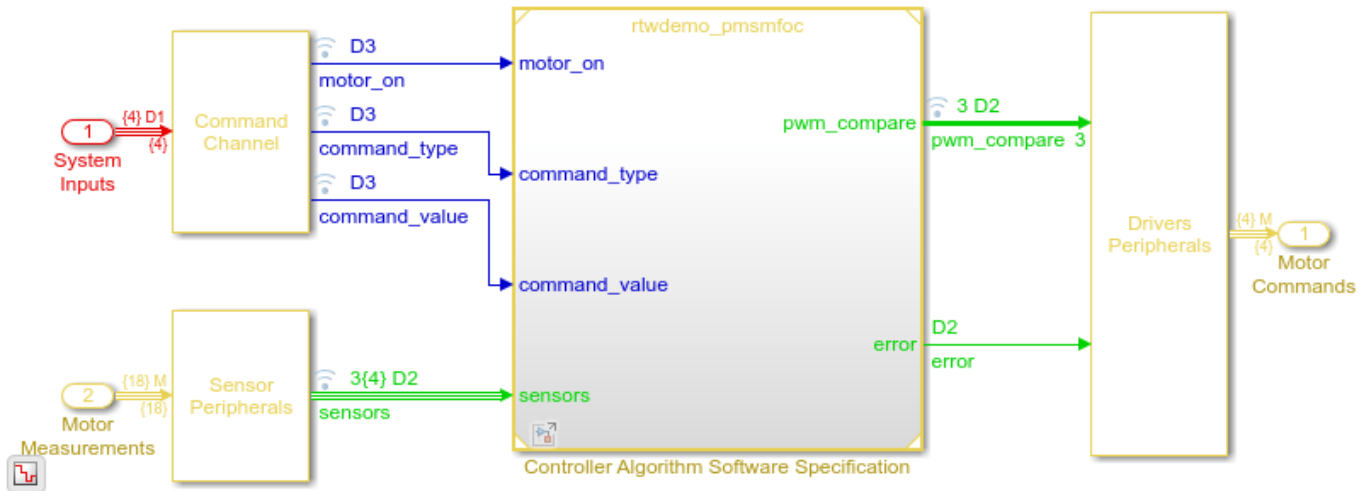 1
System
Inputs
{4} D1
{4}
Command
Channel
D3
motor_on
D3
command_type
D3
command_value
2
Motor
Measurements
{18} M
{18}
Sensor
Peripherals
3{4} D2
sensors
rtwdemo_pmsmfoc
motor_on
command_type
command_value
sensors
pwm_compare
error
Controller Algorithm Software Specification
3 D2
pwm_compare 3
D2
error
Drivers
Peripherals
{4} M
{4}
1
Motor
Commands